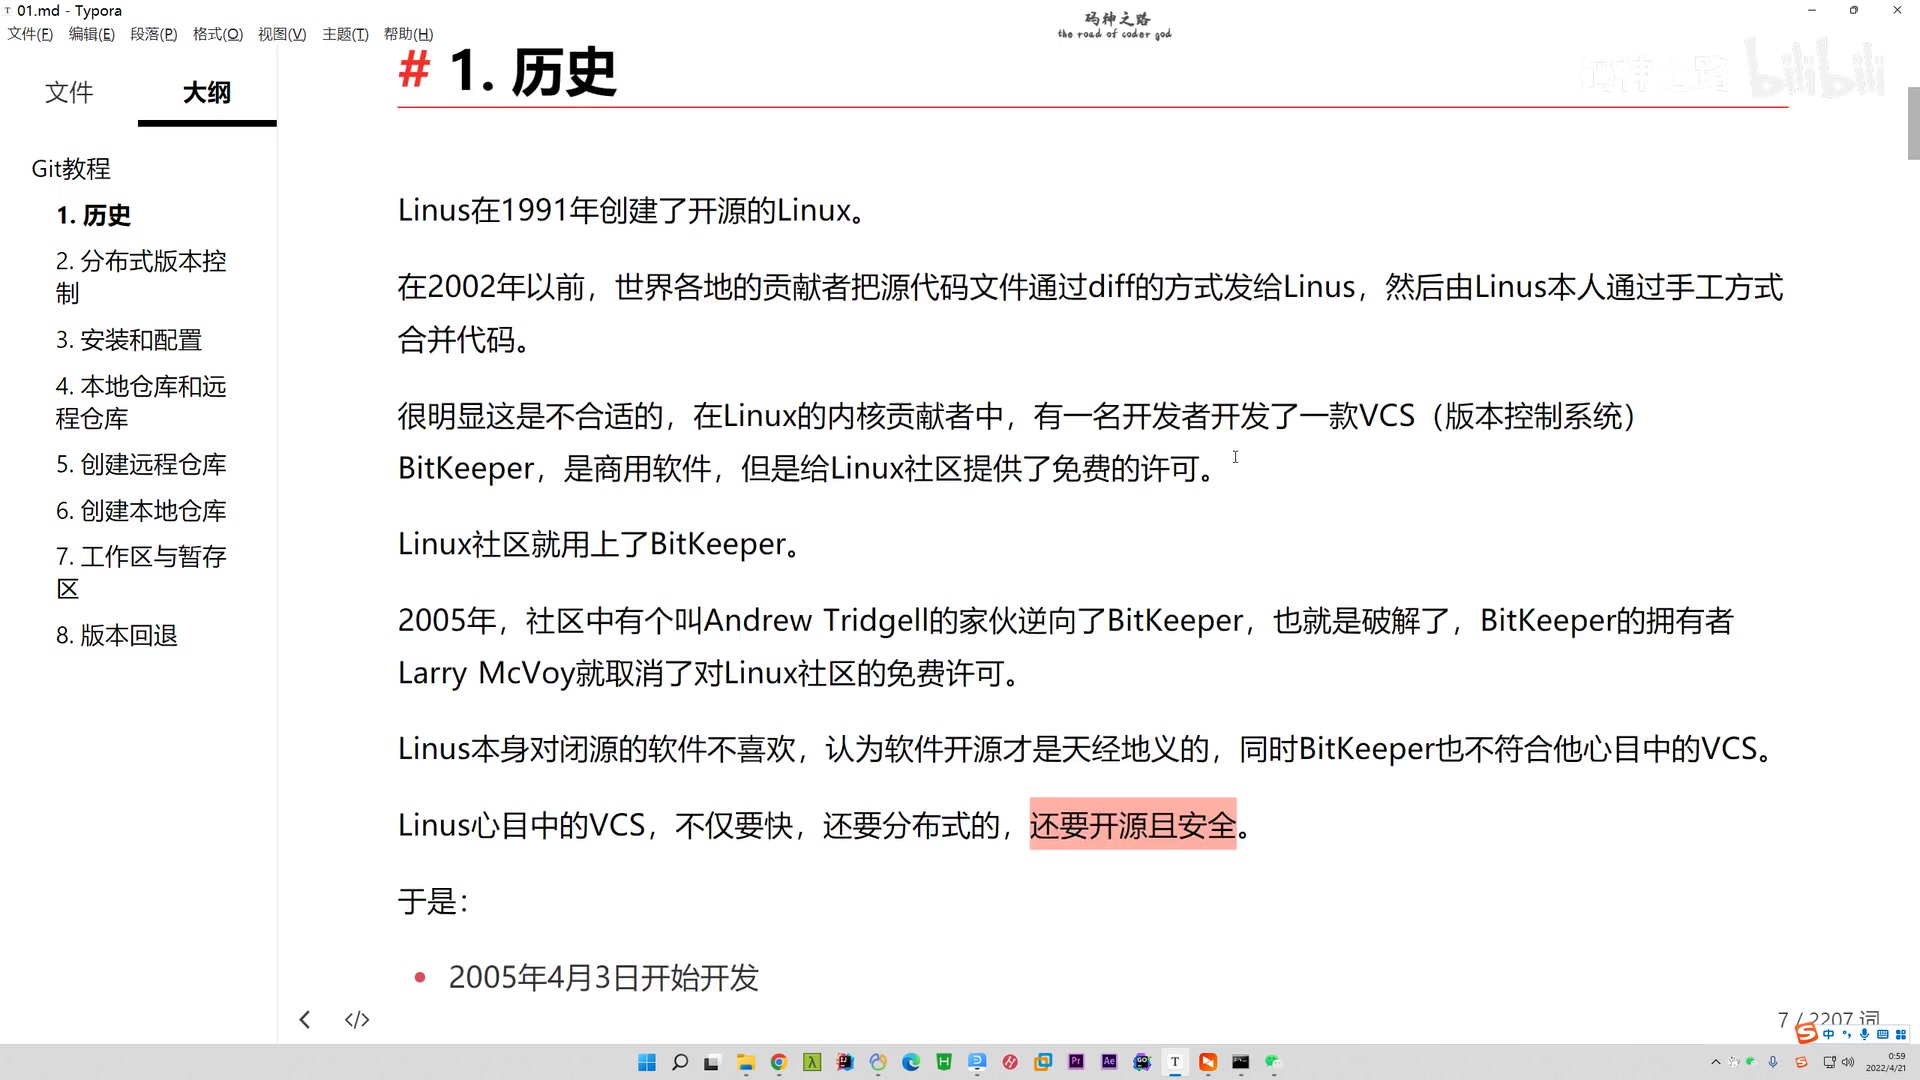 01.md - Typora
文件(F) 编辑(E) 段落(P) 格式(O) 视图(V) 主题(T) 帮助(H)
码神之路
the road of coder god
码神之路 bilibili
文件 大纲
Git教程
1. 历史
2. 分布式版本控
制
3. 安装和配置
4. 本地仓库和远
程仓库
5. 创建远程仓库
6. 创建本地仓库
7. 工作区与暂存
区
8. 版本回退
# 1. 历史
Linus在1991年创建了开源的Linux。
在2002年以前，世界各地的贡献者把源代码文件通过diff的方式发给Linus，然后由Linus本人通过手工方式
合并代码。
很明显这是不合适的，在Linux的内核贡献者中，有一名开发者开发了一款VCS（版本控制系统）
BitKeeper，是商用软件，但是给Linux社区提供了免费的许可。
Linux社区就用上了BitKeeper。
2005年，社区中有个叫Andrew Tridgell的家伙逆向了BitKeeper，也就是破解了，BitKeeper的拥有者
Larry McVoy就取消了对Linux社区的免费许可。
Linus本身对闭源的软件不喜欢，认为软件开源才是天经地义的，同时BitKeeper也不符合他心目中的VCS。
Linus心目中的VCS，不仅要快，还要分布式的，还要开源且安全。
于是：
• 2005年4月3日开始开发
</> 7 / 2207 词
中
0:59
2022/4/21